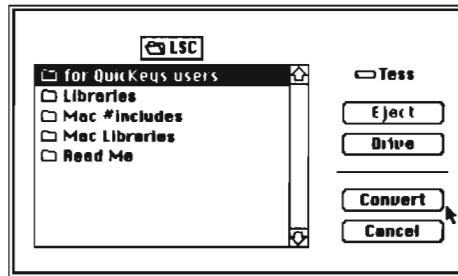 LSC
for QuicKeys users
Libraries
Mac #includes
Mac Libraries
Read Me
Tess
Eject
Drive
Convert
Cancel